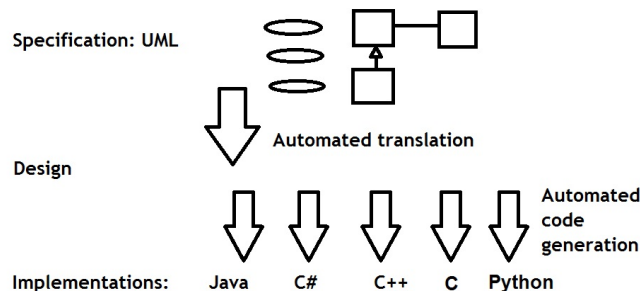 Specification: UML
Automated translation
Design
Automated
code
generation
Implementations: Java C# C++ C Python